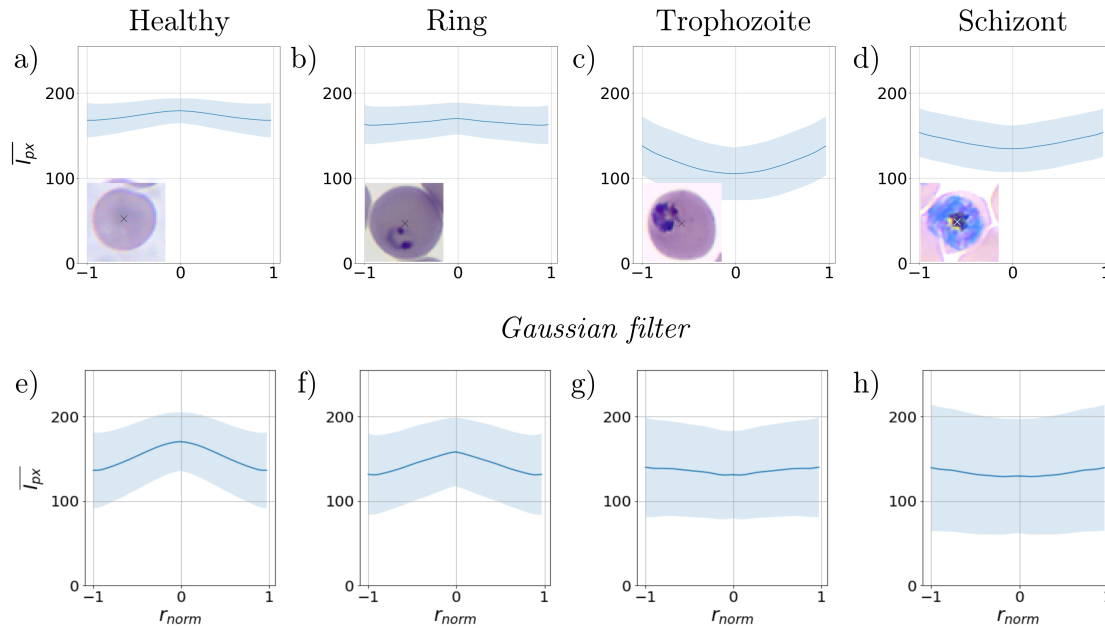 Healthy Ring Trophozoite Schizont
a) b) c) d)
200 200 200 200
100 100 100 100
0 0 0 0
−1 0 1 −1 0 1 −1 0 1 −1 0 1
I_px
Gaussian filter
e) f) g) h)
200 200 200 200
100 100 100 100
0 0 0 0
−1 0 1 −1 0 1 −1 0 1 −1 0 1
I_px
r_norm r_norm r_norm r_norm